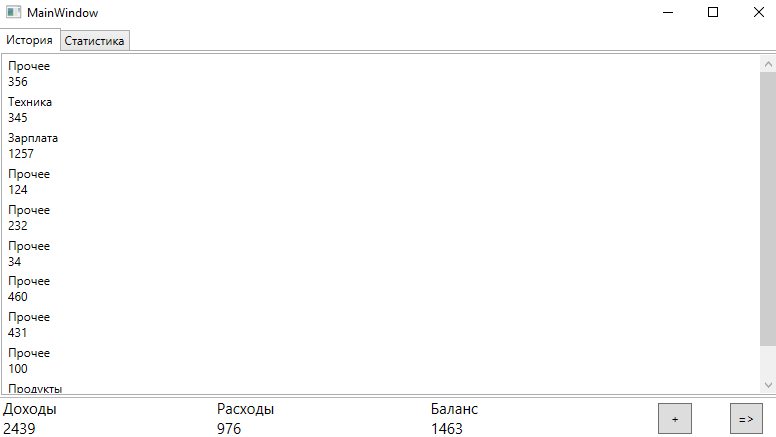 MainWindow
История Статистика
Прочее
356
Техника
345
Зарплата
1257
Прочее
124
Прочее
232
Прочее
34
Прочее
460
Прочее
431
Прочее
100
Продукты
Доходы Расходы Баланс
2439 976 1463 + =>